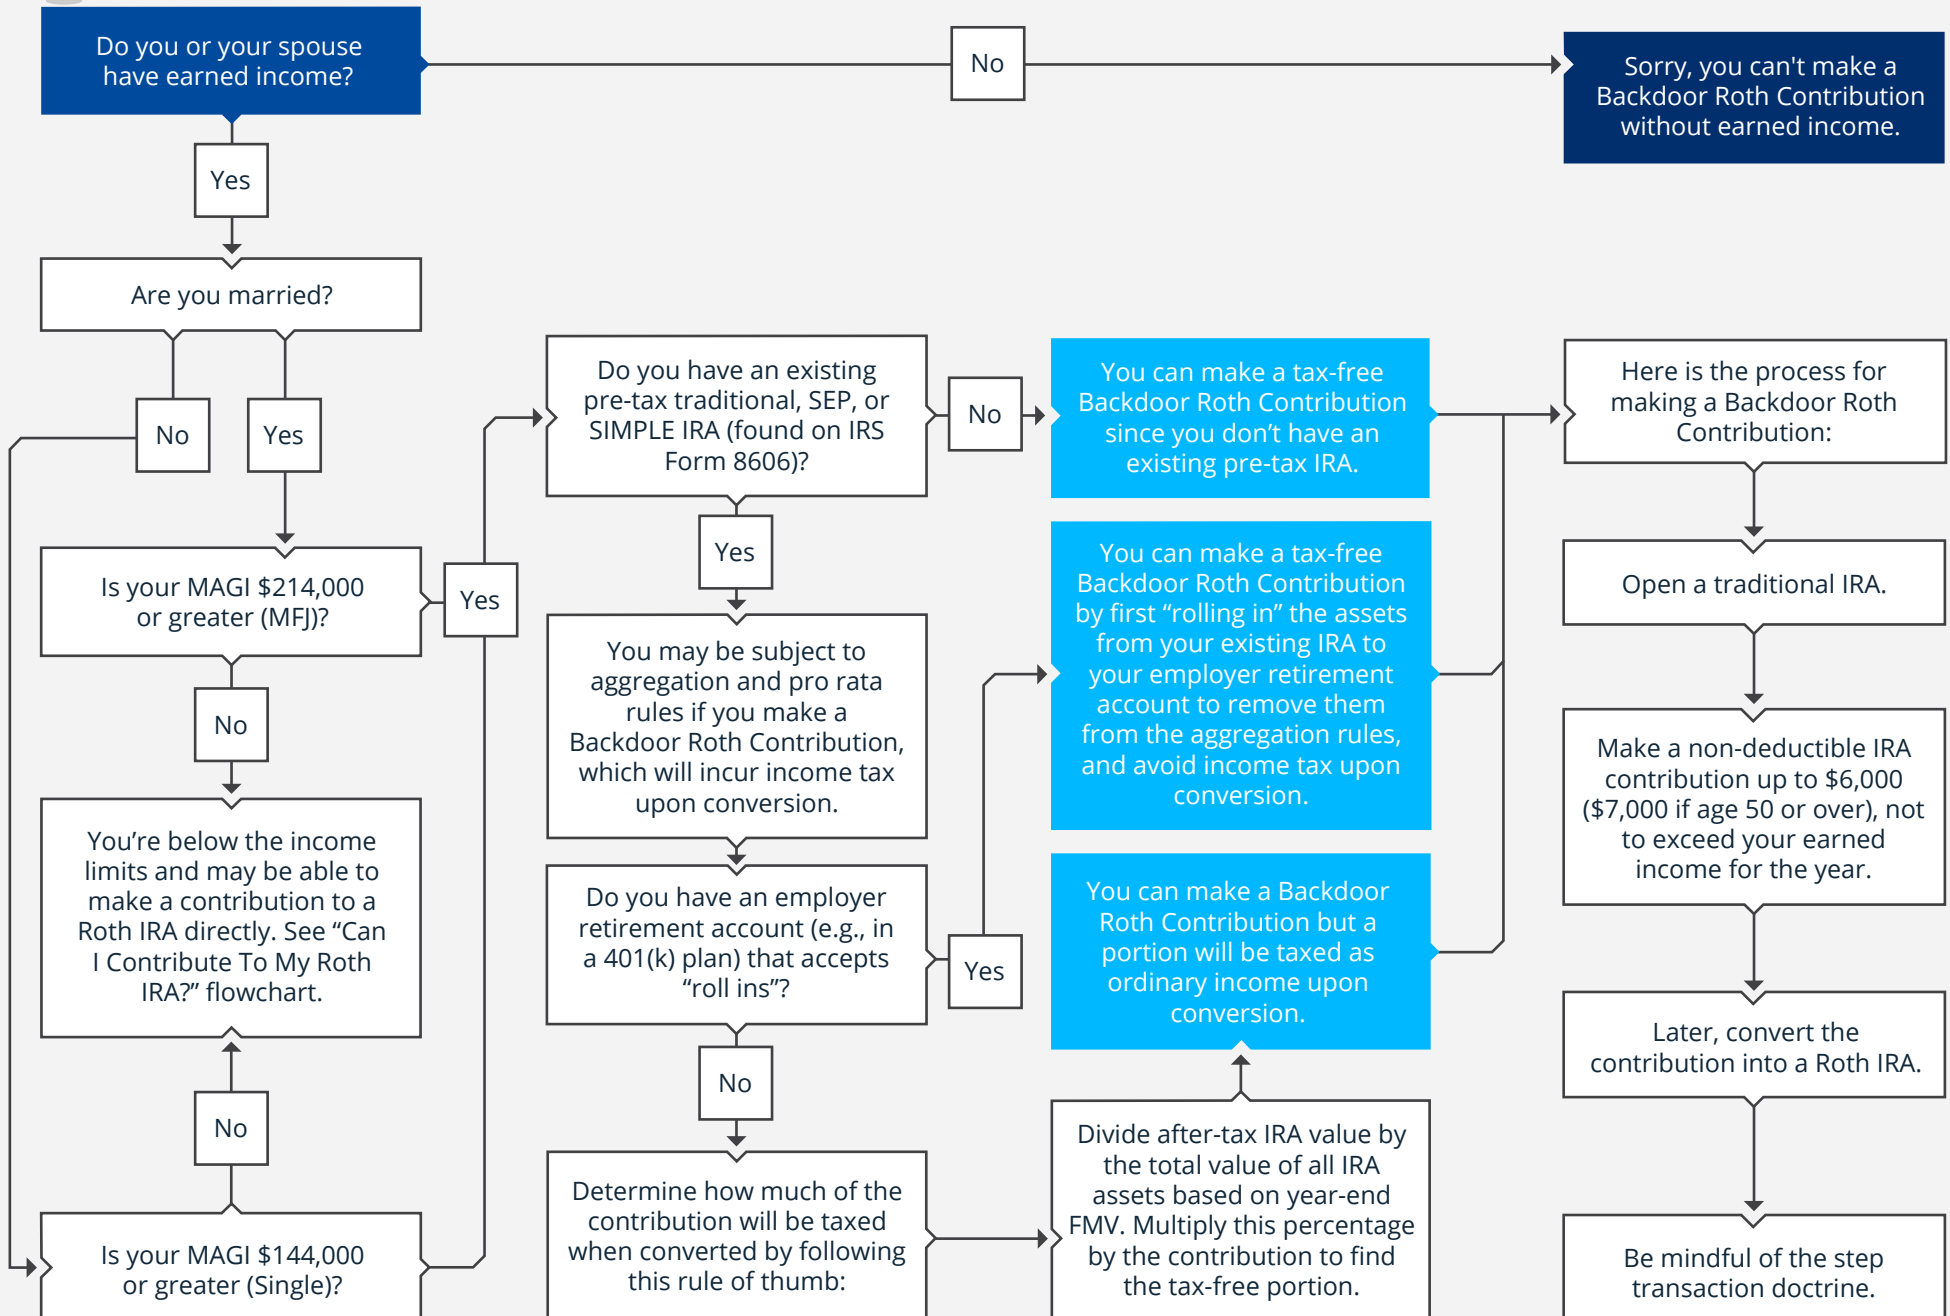 Do you or your spouse
have earned income?
No
Sorry, you can't make a
Backdoor Roth Contribution
without earned income.
Yes
Are you married?
No
Yes
Is your MAGI $214,000
or greater (MFJ)?
Yes
No
You’re below the income
limits and may be able to
make a contribution to a
Roth IRA directly. See “Can
I Contribute To My Roth
IRA?” flowchart.
No
Is your MAGI $144,000
or greater (Single)?
Do you have an existing
pre-tax traditional, SEP, or
SIMPLE IRA (found on IRS
Form 8606)?
No
Yes
You may be subject to
aggregation and pro rata
rules if you make a
Backdoor Roth Contribution,
which will incur income tax
upon conversion.
Do you have an employer
retirement account (e.g., in
a 401(k) plan) that accepts
“roll ins”?
Yes
No
Determine how much of the
contribution will be taxed
when converted by following
this rule of thumb:
You can make a tax-free
Backdoor Roth Contribution
since you don’t have an
existing pre-tax IRA.
You can make a tax-free
Backdoor Roth Contribution
by first “rolling in” the assets
from your existing IRA to
your employer retirement
account to remove them
from the aggregation rules,
and avoid income tax upon
conversion.
You can make a Backdoor
Roth Contribution but a
portion will be taxed as
ordinary income upon
conversion.
Divide after-tax IRA value by
the total value of all IRA
assets based on year-end
FMV. Multiply this percentage
by the contribution to find
the tax-free portion.
Here is the process for
making a Backdoor Roth
Contribution:
Open a traditional IRA.
Make a non-deductible IRA
contribution up to $6,000
($7,000 if age 50 or over), not
to exceed your earned
income for the year.
Later, convert the
contribution into a Roth IRA.
Be mindful of the step
transaction doctrine.